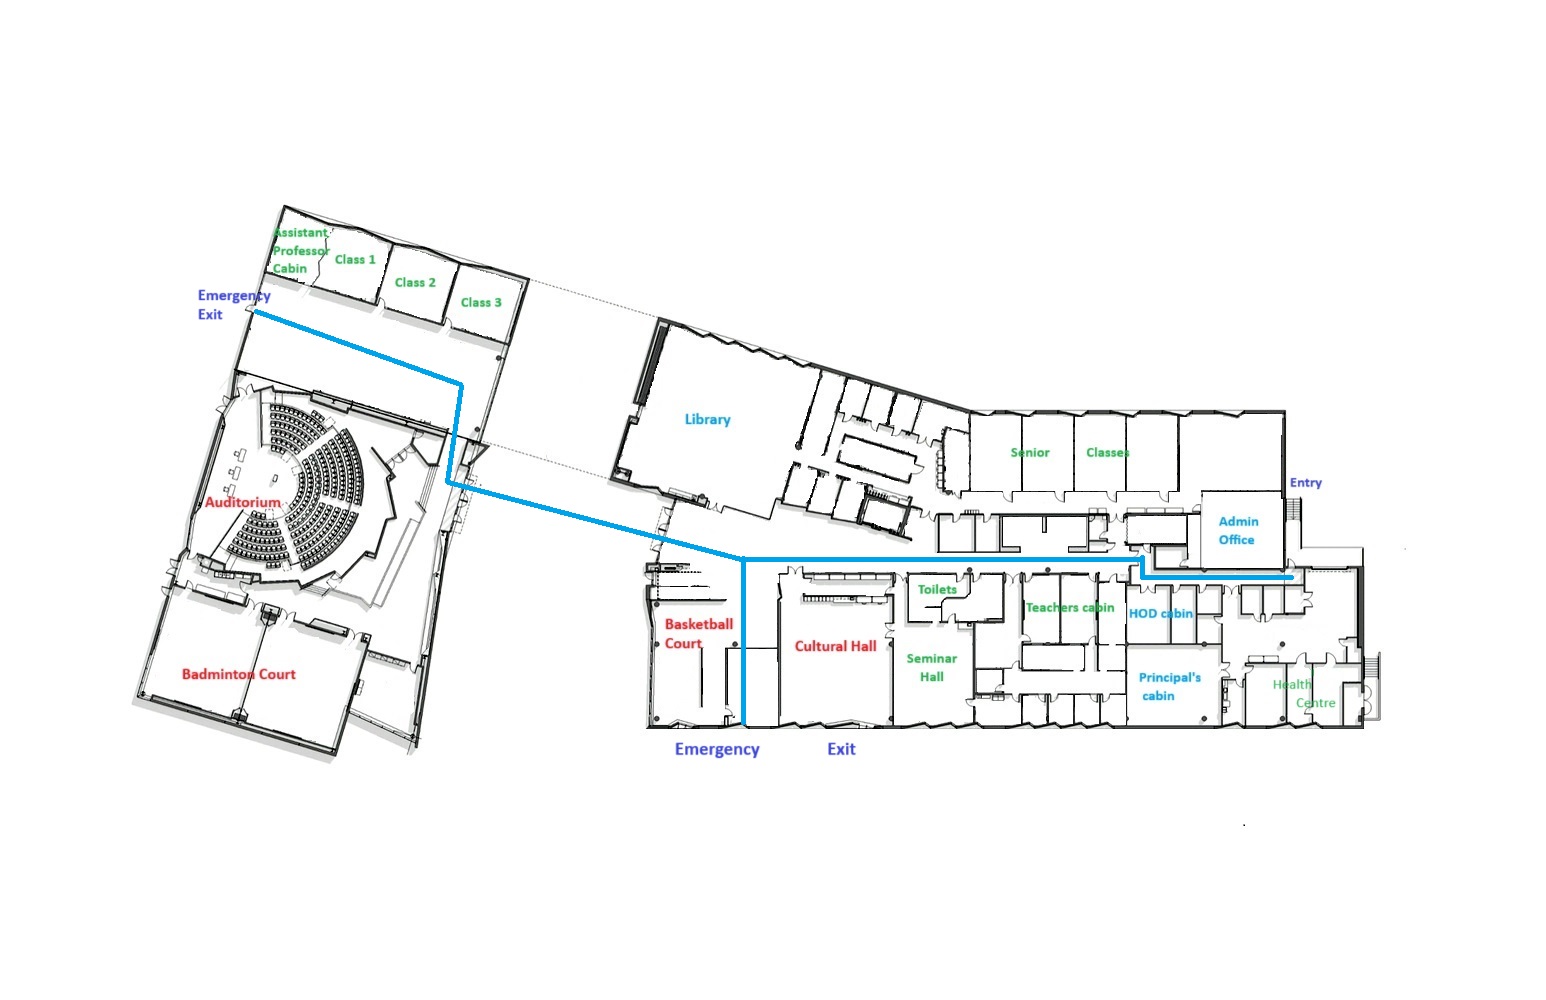 Assistant
Professor
Cabin
Class 1
Class 2
Class 3
Emergency
Exit
Library
Senior Classes
Entry
Admin
Office
Auditorium
Badminton Court
Basketball
Court
Cultural Hall
Toilets
Seminar
Hall
Teachers cabin
HOD cabin
Principal's
cabin
Health
Centre
Emergency Exit